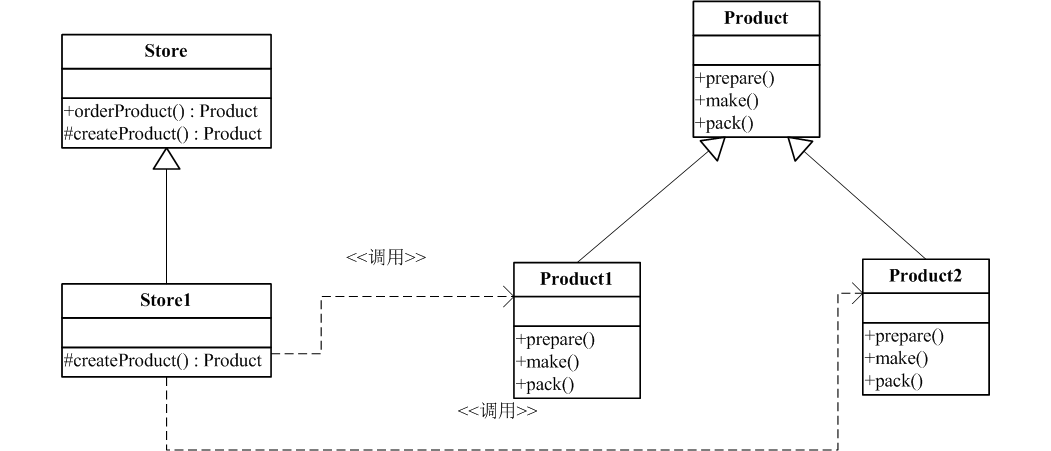 Store
+orderProduct() : Product
#createProduct() : Product
Product
+prepare()
+make()
+pack()
<<调用>>
Store1
#createProduct() : Product
Product1
+prepare()
+make()
+pack()
Product2
+prepare()
+make()
+pack()
<<调用>>